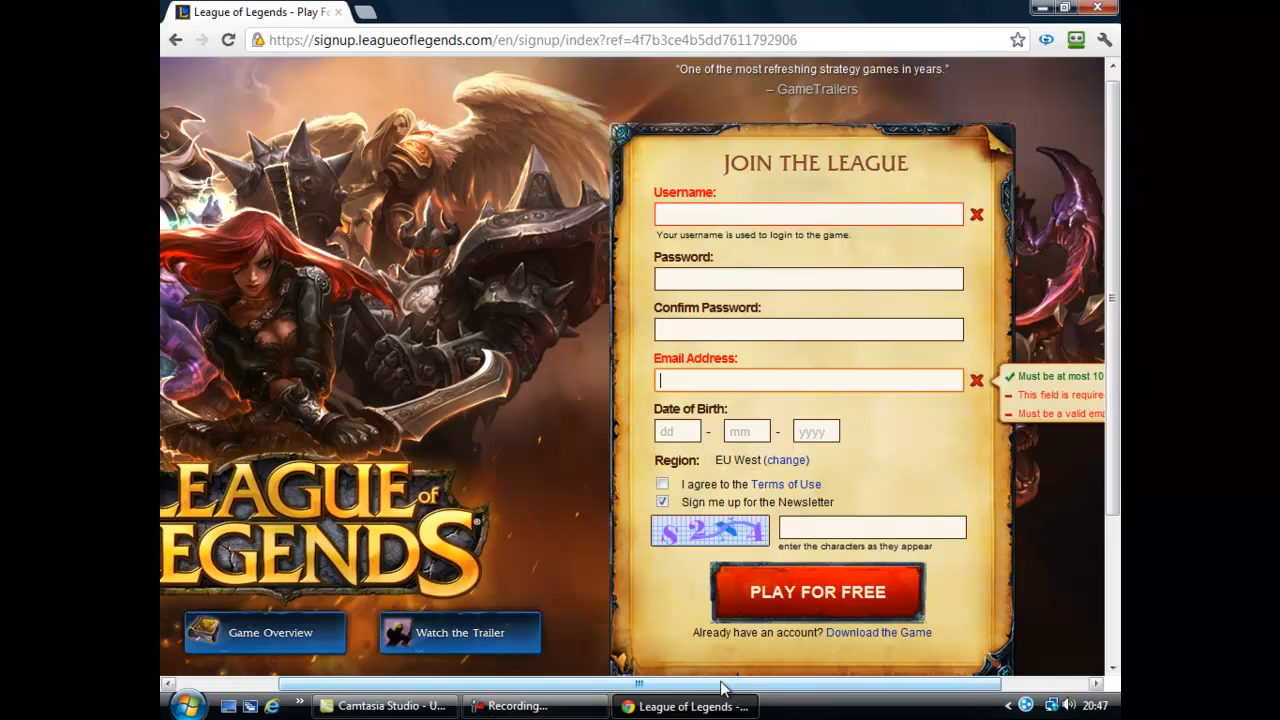 League of Legends - Play F
https://signup.leagueoflegends.com/en/signup/index?ref=4f7b3ce4b5dd7611792906
“One of the most refreshing strategy games in years.”
– GameTrailers
JOIN THE LEAGUE
Username:
Your username is used to login to the game.
Password:
Confirm Password:
Email Address:
Must be at most 10
This field is require
Must be a valid ema
Date of Birth:
dd - mm - yyyy
Region: EU West (change)
I agree to the Terms of Use
Sign me up for the Newsletter
enter the characters as they appear
PLAY FOR FREE
Already have an account? Download the Game
LEAGUE of LEGENDS®
Game Overview
Watch the Trailer
Camtasia Studio - U...
Recording...
League of Legends -...
20:47